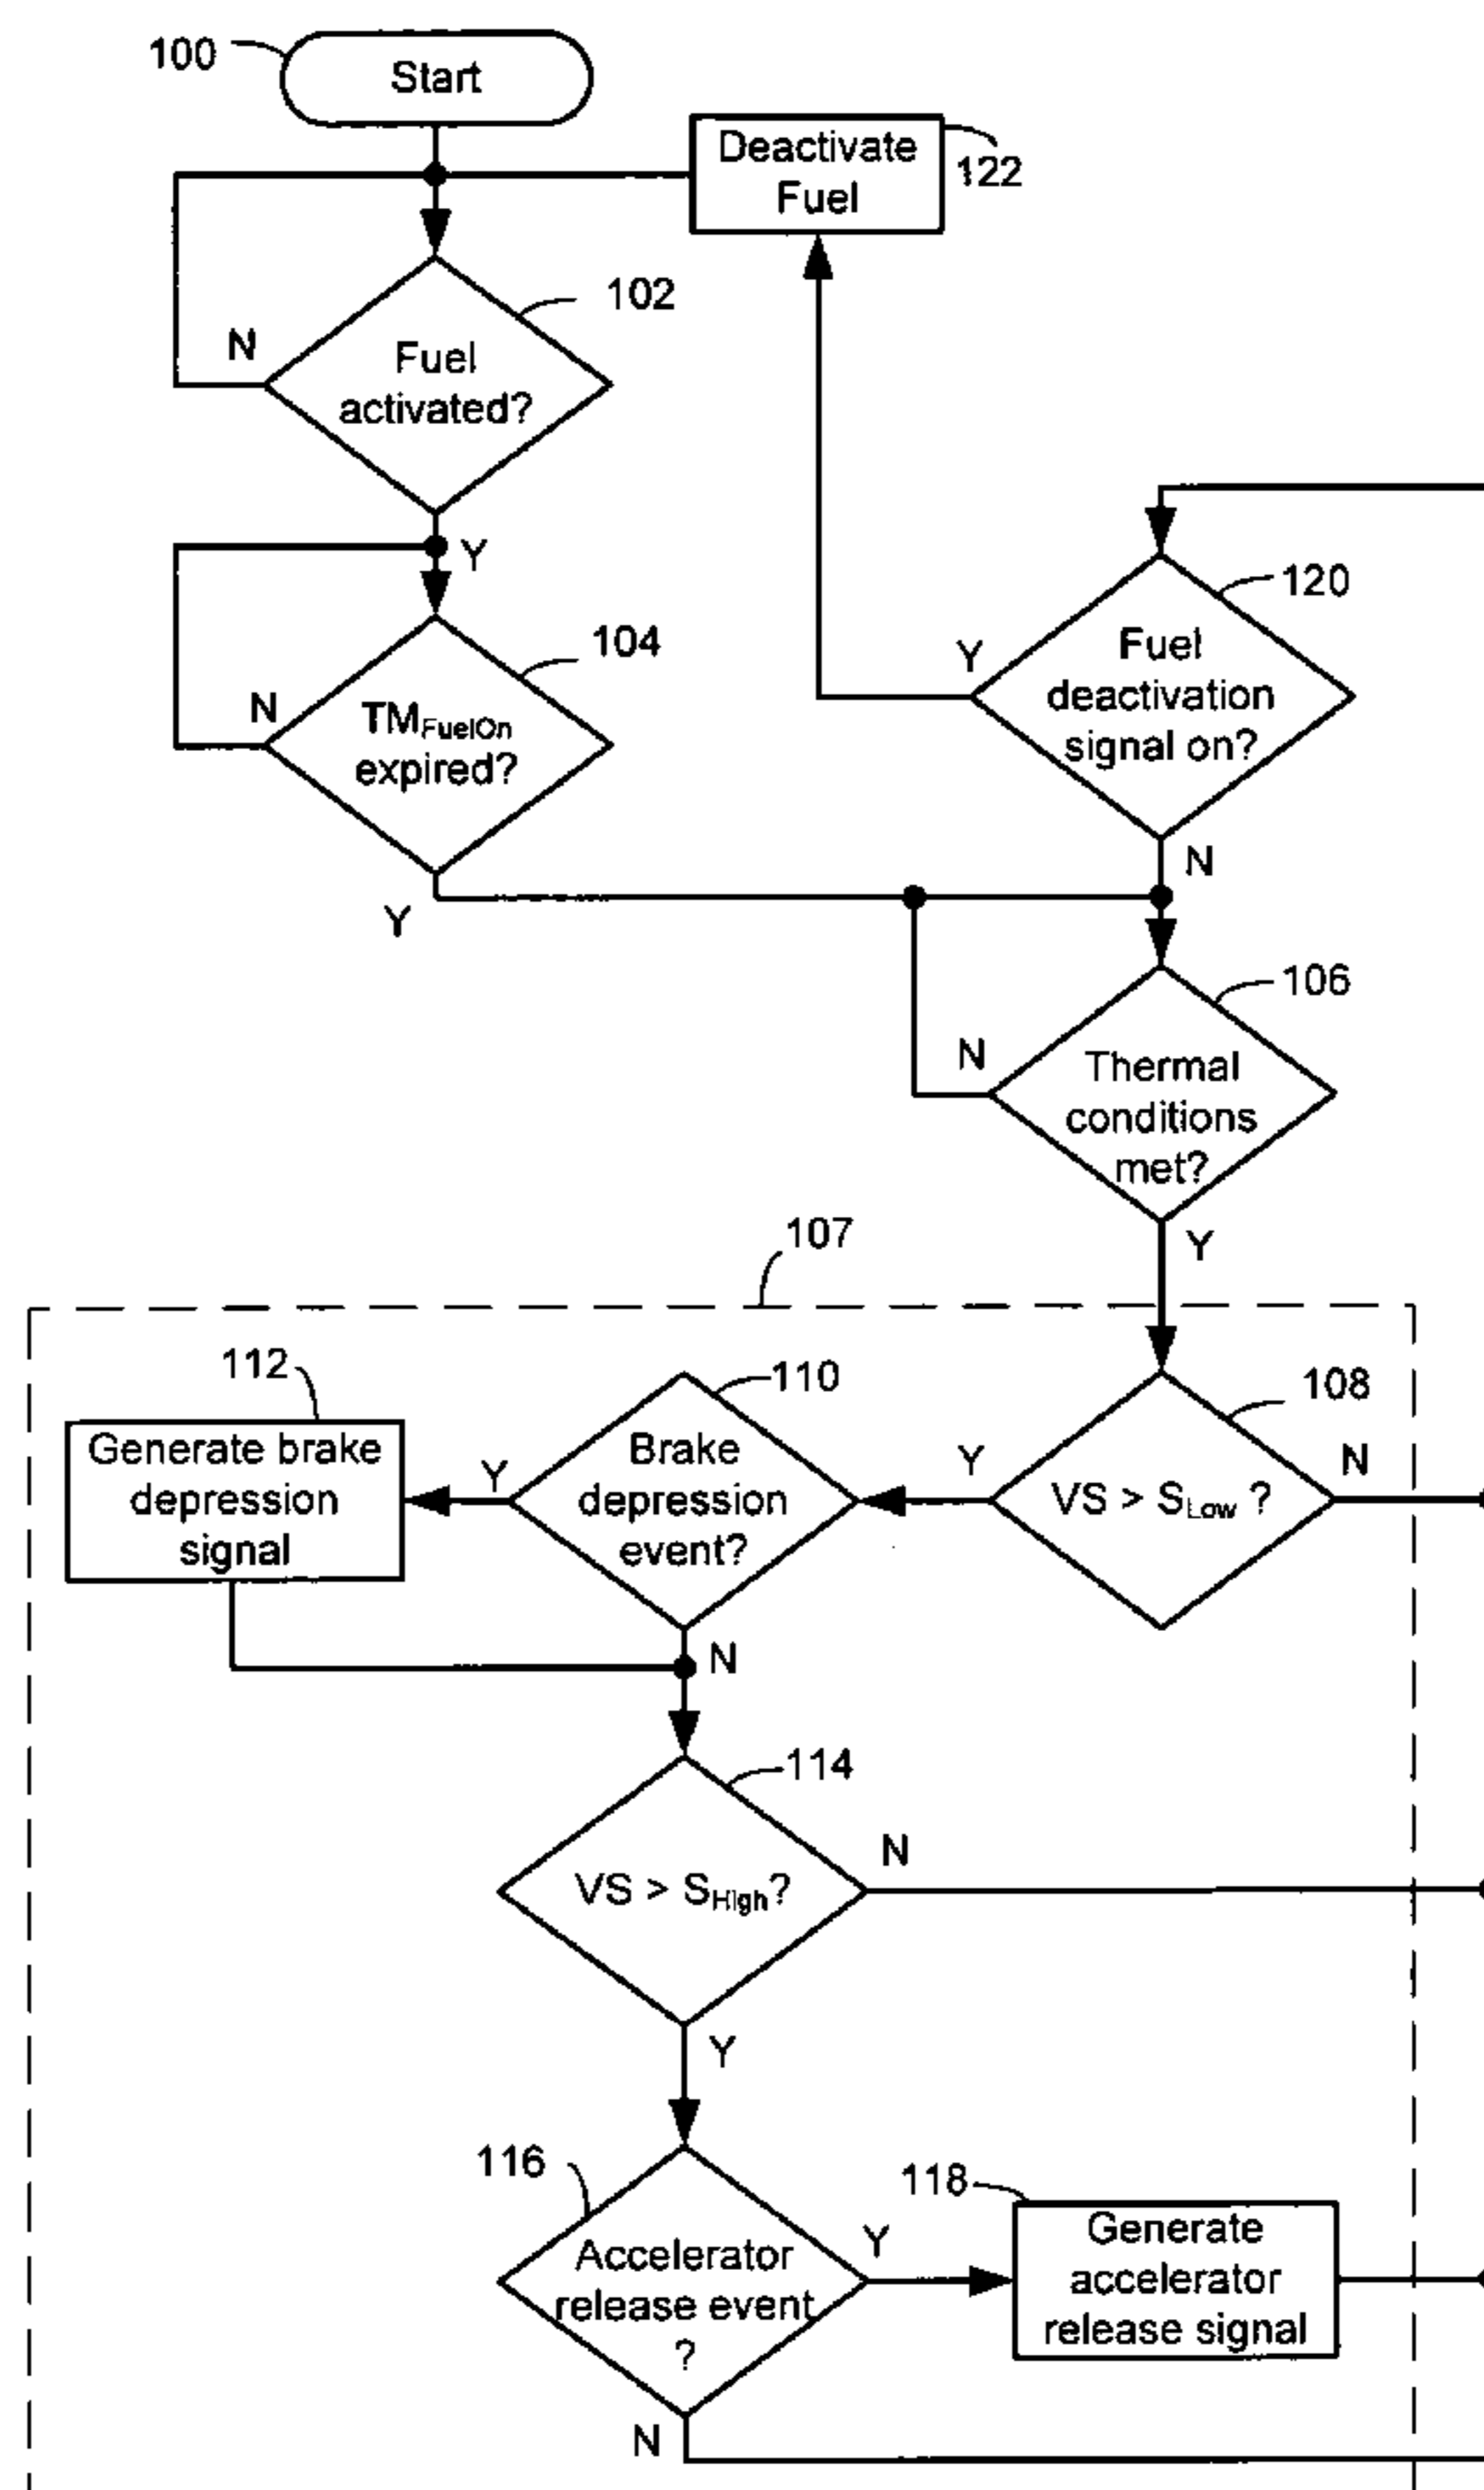 100
Start
Deactivate
Fuel
122
102
N
Fuel
activated?
Y
120
104
Y
Fuel
deactivation
signal on?
N
TM FuelOn
expired?
N
Y
106
N
Thermal
conditions
met?
107
Y
112
110
108
Generate brake
depression
signal
Y
Brake
depression
event?
Y
VS > SLow ?
N
N
114
N
VS > SHigh?
Y
116
118
Y
Accelerator
release event
?
Generate
accelerator
release signal
N